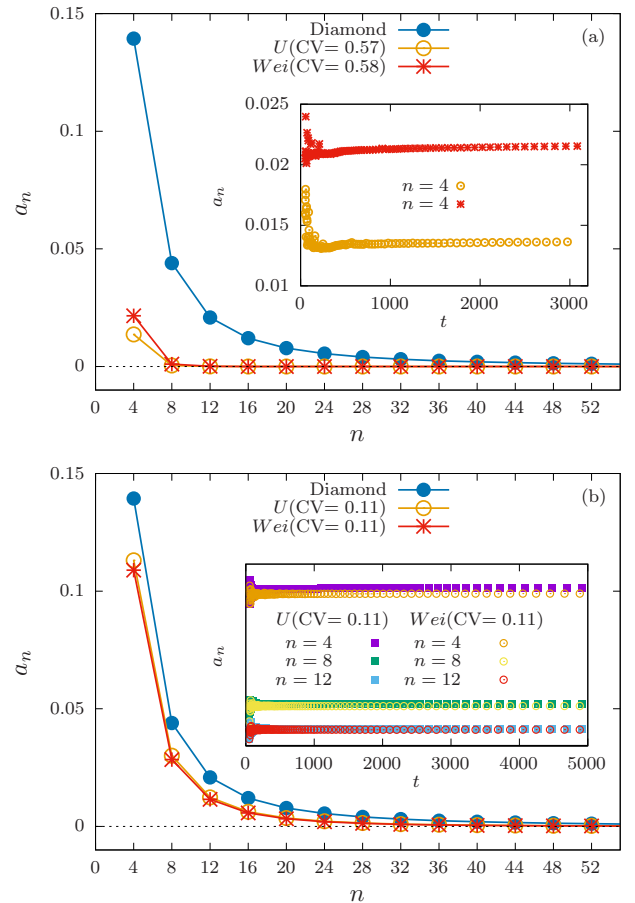 0.15
0.1
0.05
0
a_n
0 4 8 12 16 20 24 28 32 36 40 44 48 52
n
Diamond
U(CV= 0.57)
Wei(CV= 0.58)
(a)
0.025
0.02
0.015
0.01
a_n
n = 4
n = 4
0 1000 2000 3000
t
0.15
0.1
0.05
0
a_n
0 4 8 12 16 20 24 28 32 36 40 44 48 52
n
Diamond
U(CV= 0.11)
Wei(CV= 0.11)
(b)
a_n
U(CV= 0.11) Wei(CV= 0.11)
n = 4 n = 4
n = 8 n = 8
n = 12 n = 12
0 1000 2000 3000 4000 5000
t